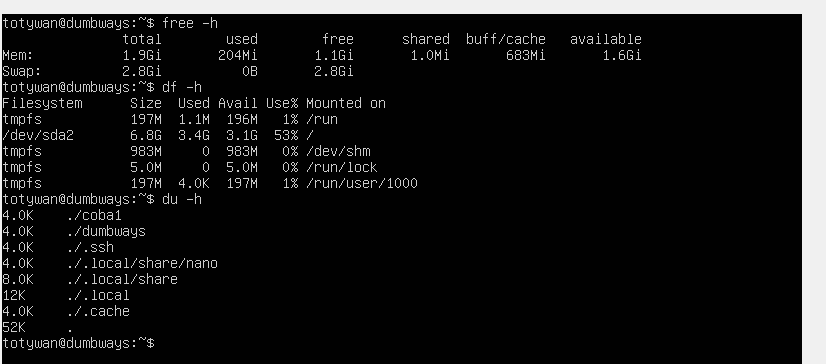 totywan@dumbways:~$ free -h
               total        used        free      shared  buff/cache   available
Mem:           1.9Gi       204Mi       1.1Gi       1.0Mi       683Mi       1.6Gi
Swap:          2.8Gi          0B       2.8Gi
totywan@dumbways:~$ df -h
Filesystem      Size  Used Avail Use% Mounted on
tmpfs           197M  1.1M  196M   1% /run
/dev/sda2       6.8G  3.4G  3.1G  53% /
tmpfs           983M     0  983M   0% /dev/shm
tmpfs           5.0M     0  5.0M   0% /run/lock
tmpfs           197M  4.0K  197M   1% /run/user/1000
totywan@dumbways:~$ du -h
4.0K    ./coba1
4.0K    ./dumbways
4.0K    ./.ssh
4.0K    ./.local/share/nano
8.0K    ./.local/share
12K     ./.local
4.0K    ./.cache
52K     .
totywan@dumbways:~$